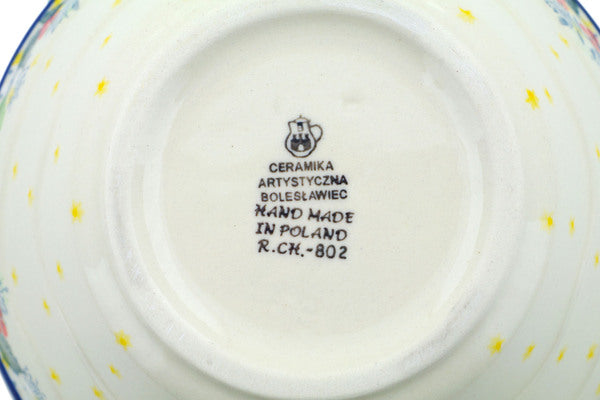 CERAMIKA
ARTYSTYCZNA
BOLESŁAWIEC
HAND MADE
IN POLAND
R.CH.-802